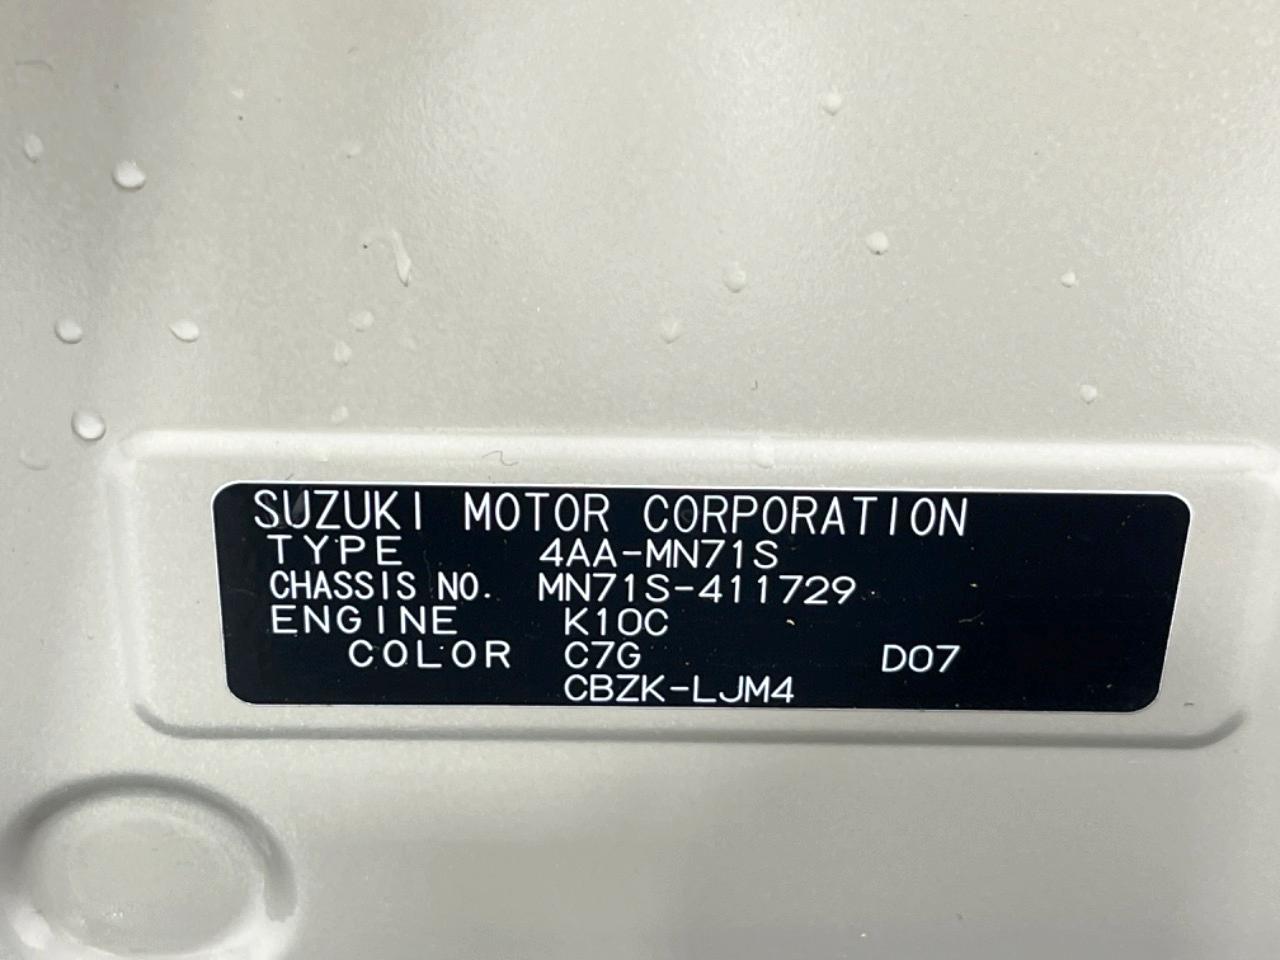 SUZUKI MOTOR CORPORATION
TYPE 4AA-MN71S
CHASSIS NO. MN71S-411729
ENGINE K10C
COLOR C7G D07
CBZK-LJM4